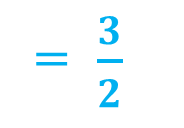 = 3/2